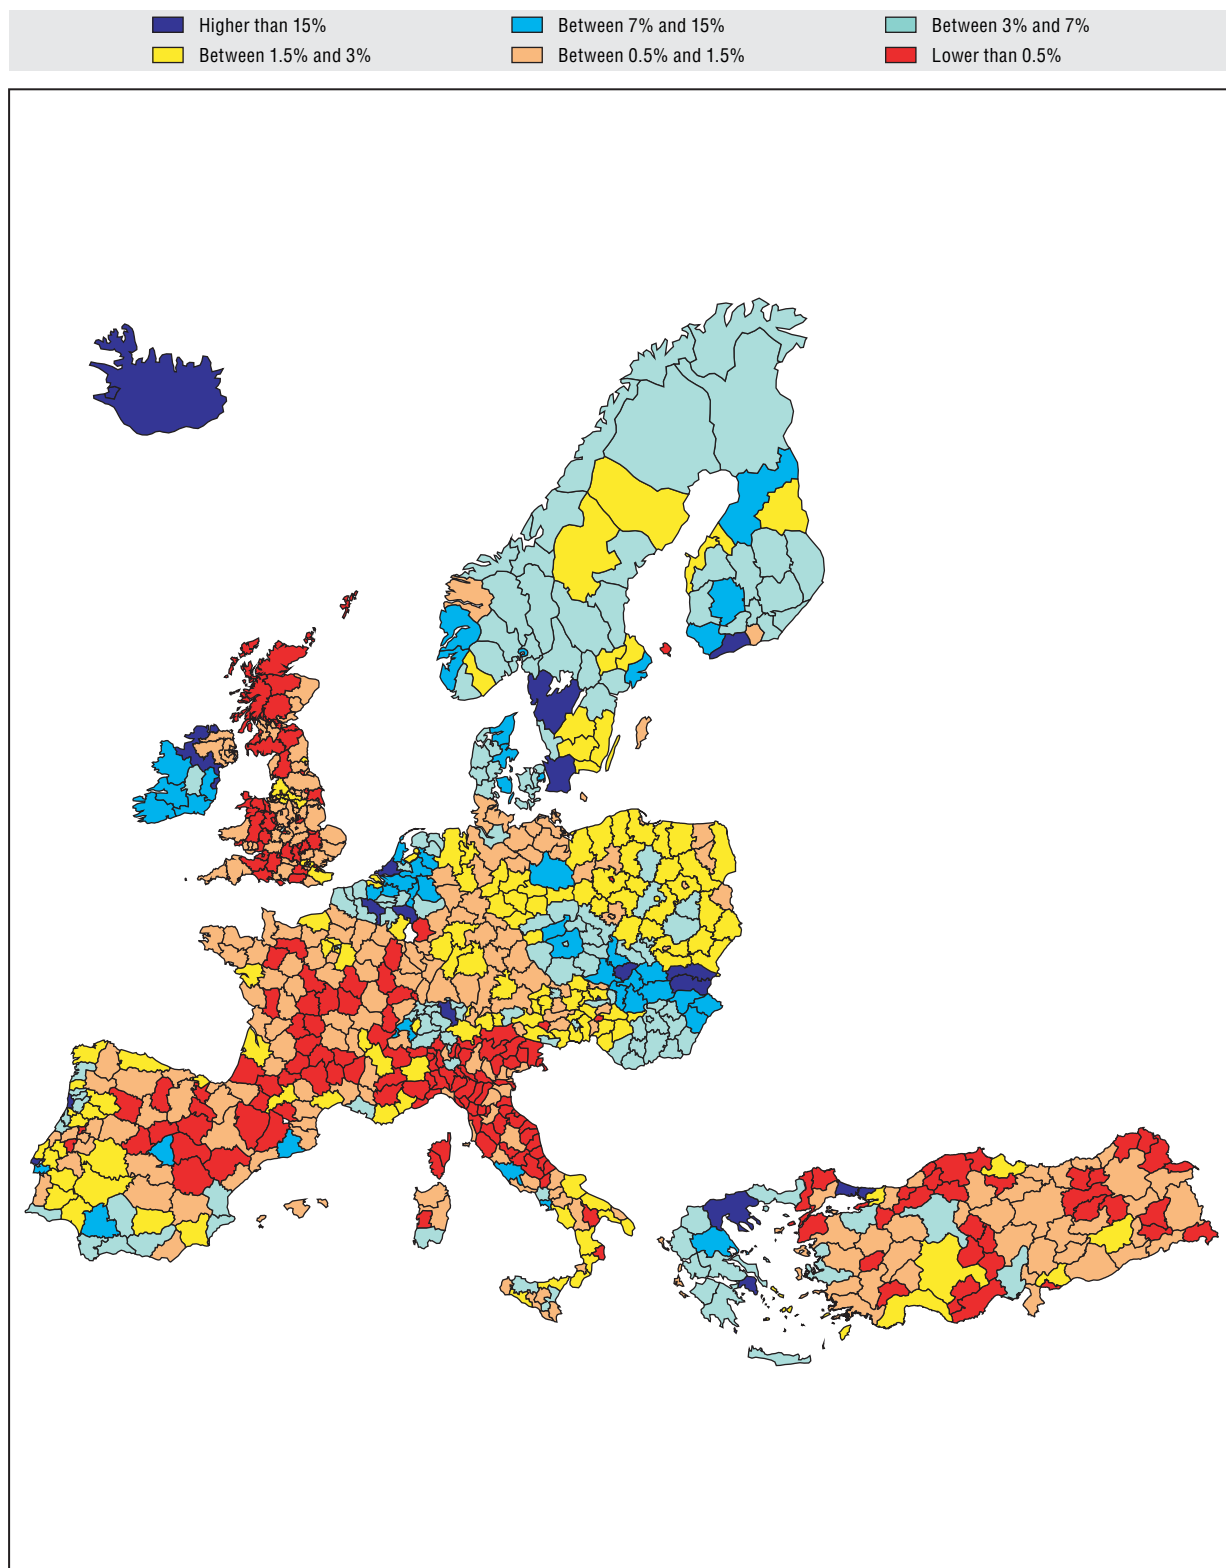 Higher than 15% Between 7% and 15% Between 3% and 7%
Between 1.5% and 3% Between 0.5% and 1.5% Lower than 0.5%